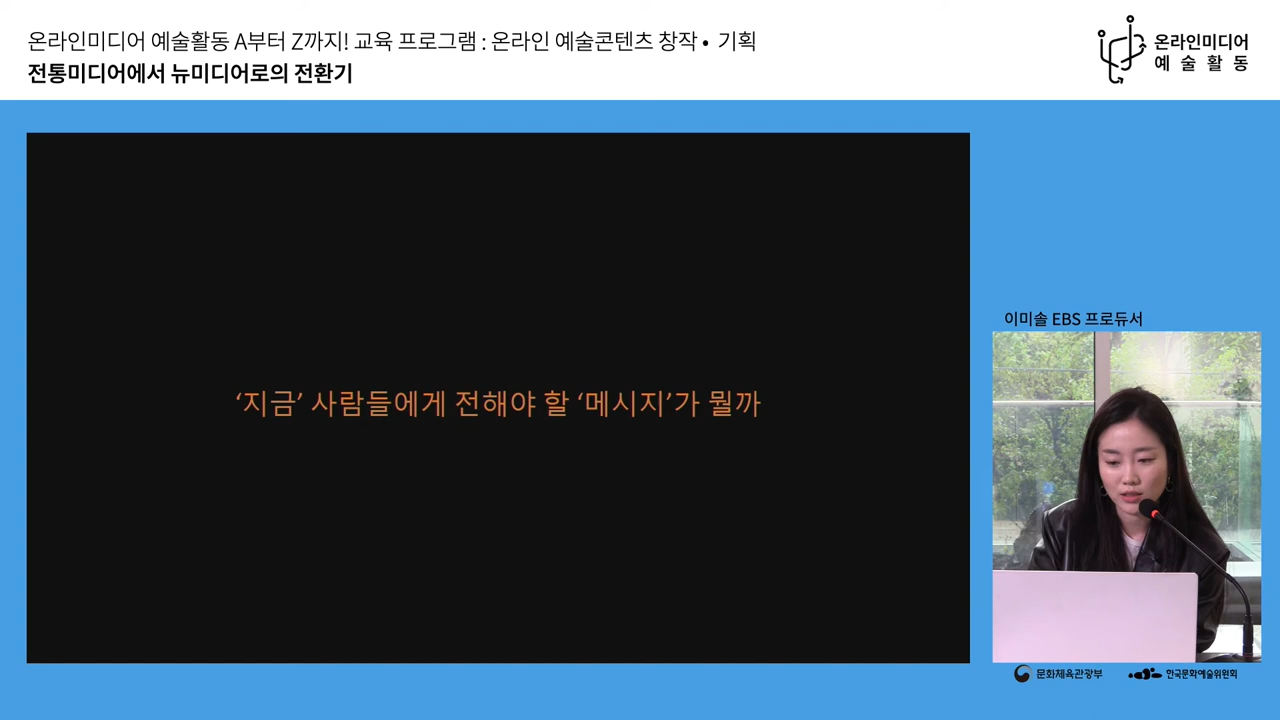 온라인미디어 예술활동 A부터 Z까지! 교육 프로그램 : 온라인 예술콘텐츠 창작 • 기획
전통미디어에서 뉴미디어로의 전환기
온라인미디어
예 술 활 동
‘지금’ 사람들에게 전해야 할 ‘메시지’가 뭘까
이미솔 EBS 프로듀서
문화체육관광부
한국문화예술위원회